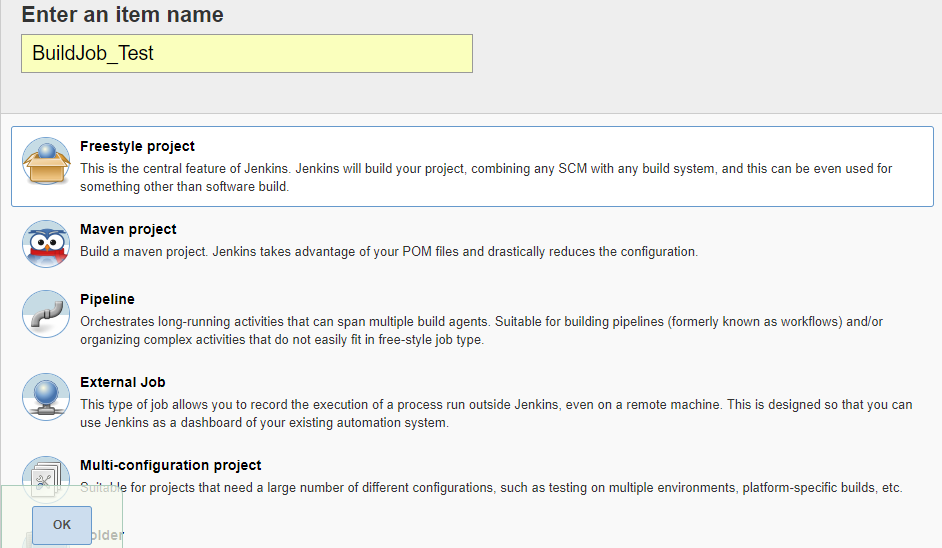 Enter an item name
BuildJob_Test
Freestyle project
This is the central feature of Jenkins. Jenkins will build your project, combining any SCM with any build system, and this can be even used for
something other than software build.
Maven project
Build a maven project. Jenkins takes advantage of your POM files and drastically reduces the configuration.
Pipeline
Orchestrates long-running activities that can span multiple build agents. Suitable for building pipelines (formerly known as workflows) and/or
organizing complex activities that do not easily fit in free-style job type.
External Job
This type of job allows you to record the execution of a process run outside Jenkins, even on a remote machine. This is designed so that you can
use Jenkins as a dashboard of your existing automation system.
Multi-configuration project
Suitable for projects that need a large number of different configurations, such as testing on multiple environments, platform-specific builds, etc.
OK